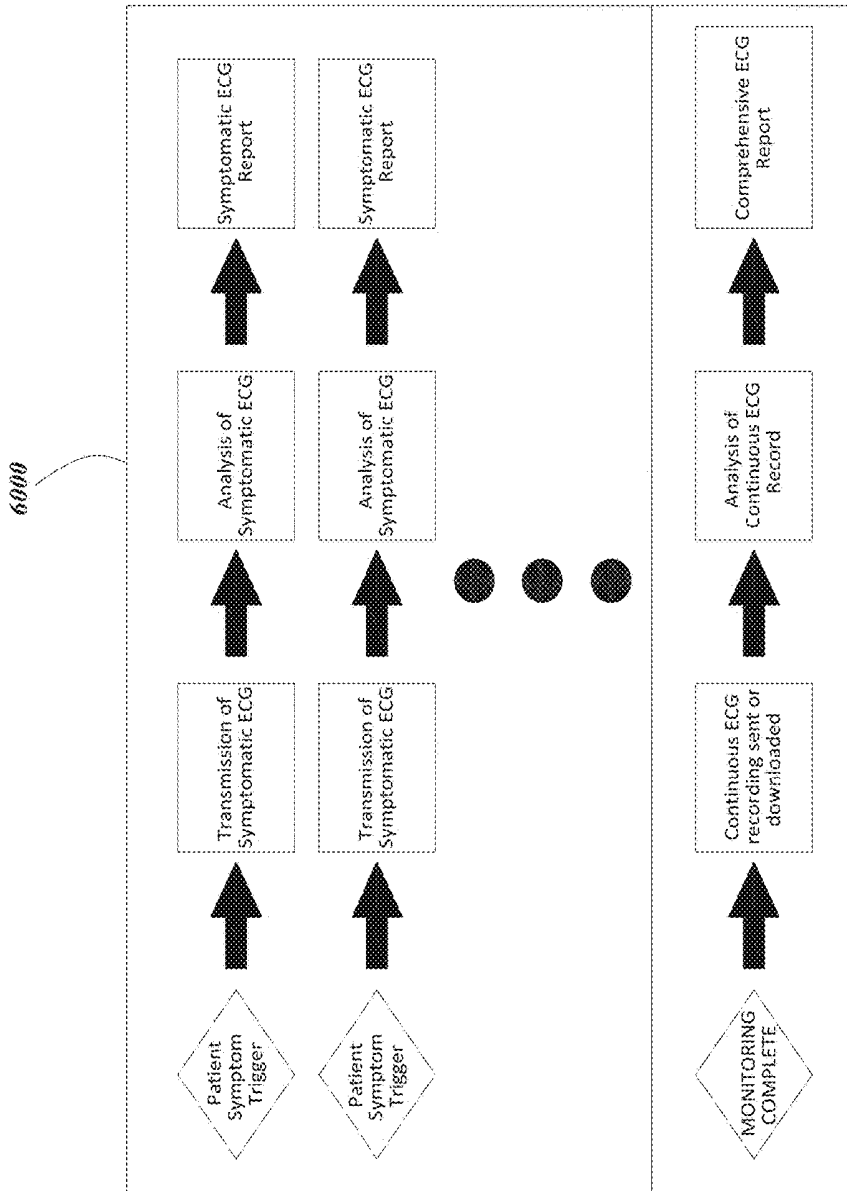 6000
Patient
Symptom
Trigger
Transmission of
Symptomatic ECG
Analysis of
Symptomatic ECG
Symptomatic ECG
Report
Patient
Symptom
Trigger
Transmission of
Symptomatic ECG
Analysis of
Symptomatic ECG
Symptomatic ECG
Report
MONITORING
COMPLETE
Continuous ECG
recording sent or
downloaded
Analysis of
Continuous ECG
Record
Comprehensive ECG
Report